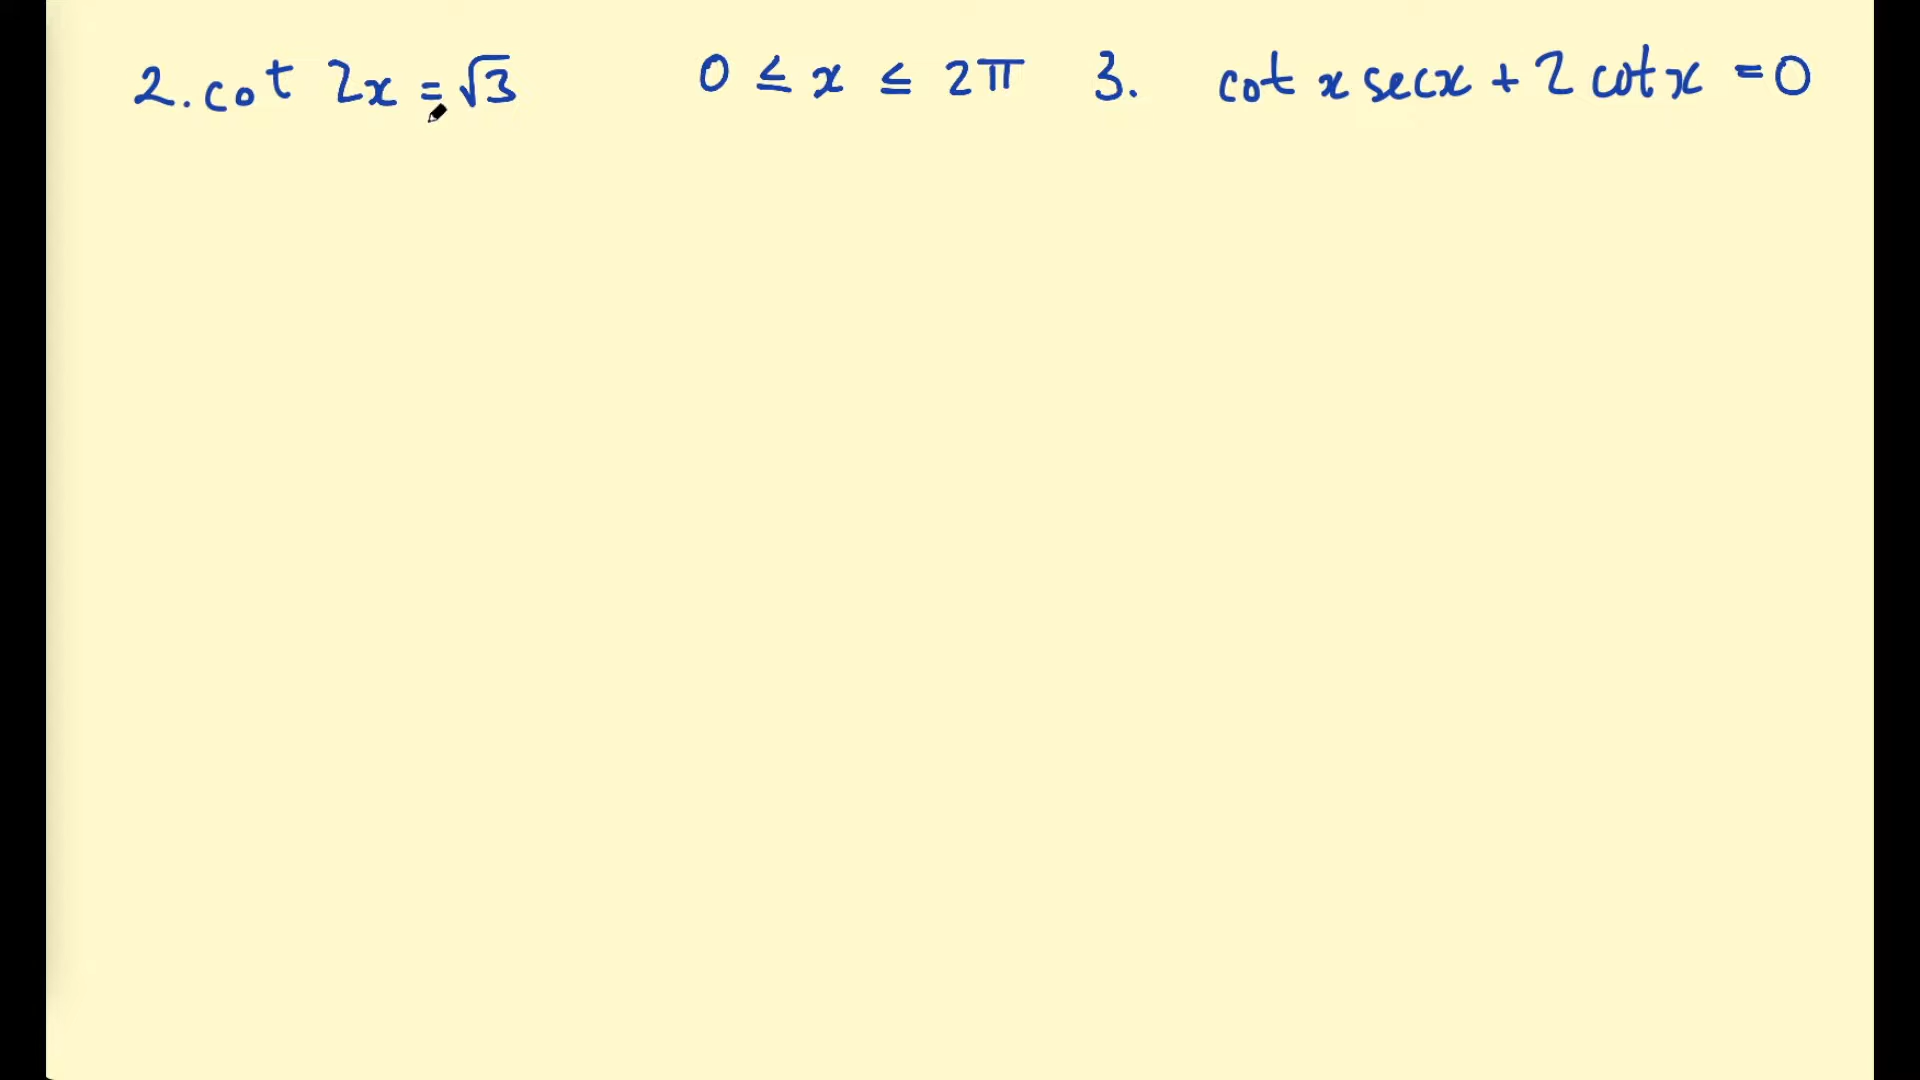 2. cot 2x = √3 0 ≤ x ≤ 2π 3. cot x sec x + 2 cot x = 0